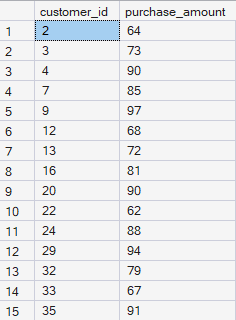 customer_id purchase_amount
1 2 64
2 3 73
3 4 90
4 7 85
5 9 97
6 12 68
7 13 72
8 16 81
9 20 90
10 22 62
11 24 88
12 29 94
13 32 79
14 33 67
15 35 91